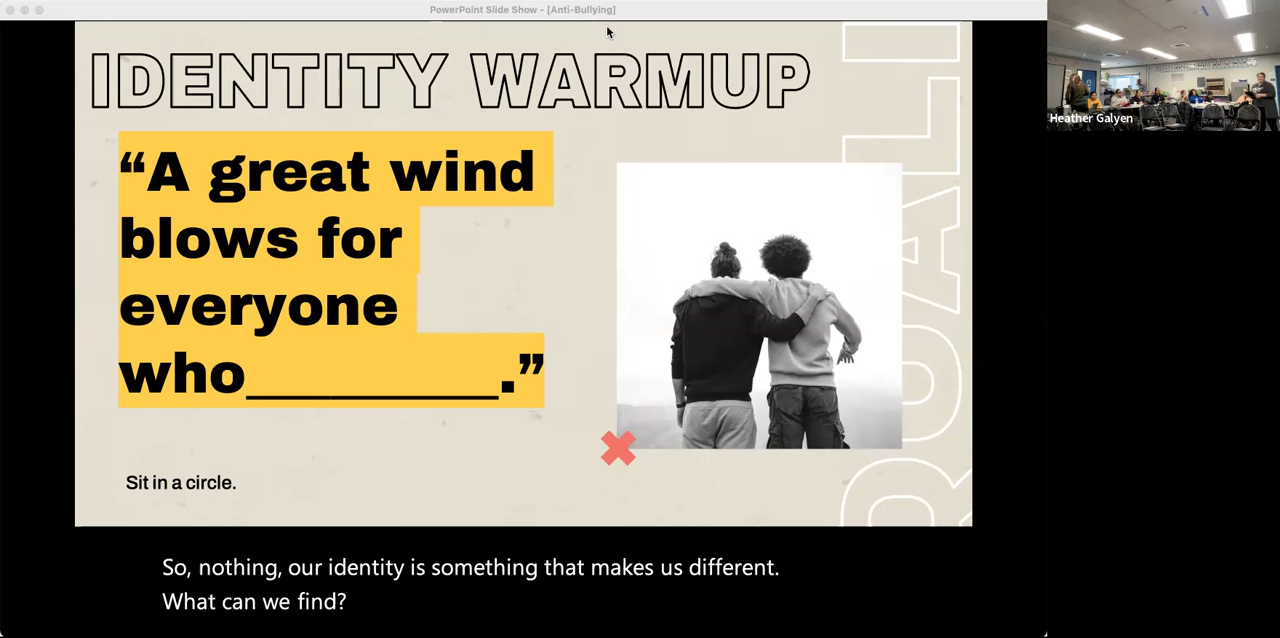 PowerPoint Slide Show - [Anti-Bullying]
IDENTITY WARMUP
“A great wind
blows for
everyone
who_________.”
Sit in a circle.
So, nothing, our identity is something that makes us different.
What can we find?
Heather Galyen